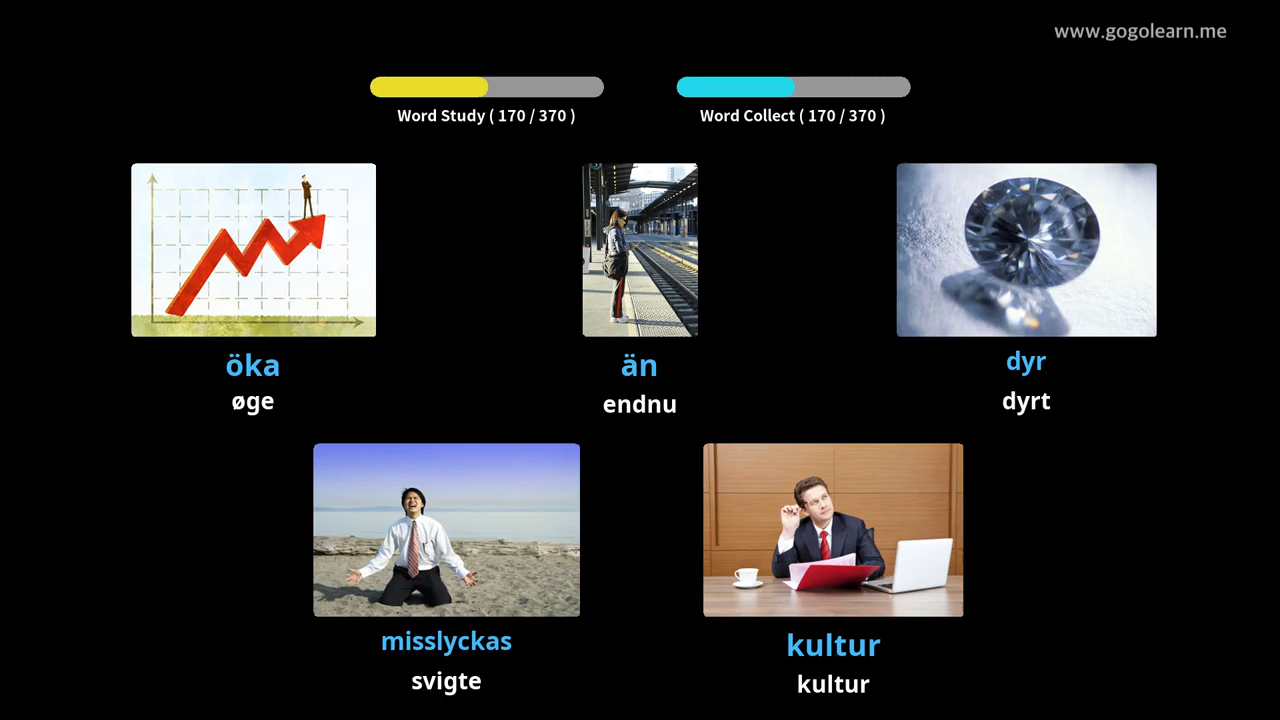 www.gogolearn.me
Word Study ( 170 / 370 )
Word Collect ( 170 / 370 )
öka
än
dyr
øge
endnu
dyrt
misslyckas
kultur
svigte
kultur